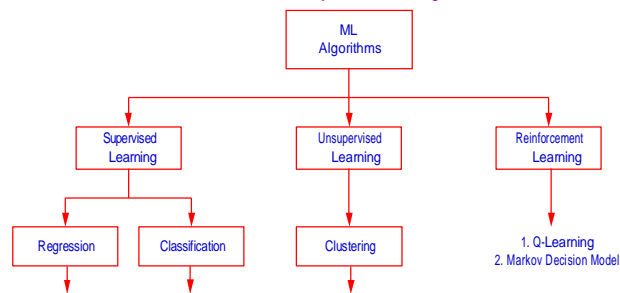 ML
Algorithms
Supervised
Learning
Unsupervised
Learning
Reinforcement
Learning
Regression
Classification
Clustering
1. Q-Learning
2. Markov Decision Model